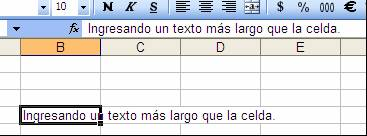 10 N K S $ % 000 €
fx Ingresando un texto más largo que la celda.
B C D E
Ingresando un texto más largo que la celda.